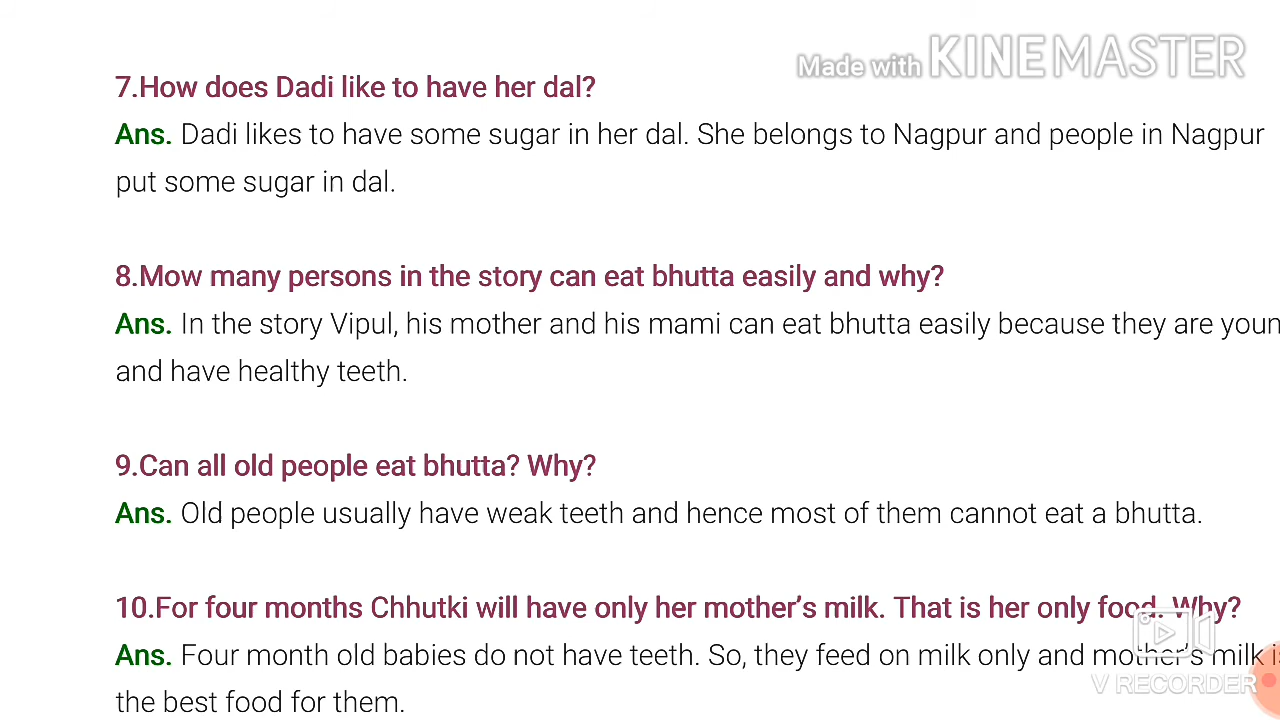 Made with KINEMASTER
7.How does Dadi like to have her dal?
Ans. Dadi likes to have some sugar in her dal. She belongs to Nagpur and people in Nagpur
put some sugar in dal.
8.Mow many persons in the story can eat bhutta easily and why?
Ans. In the story Vipul, his mother and his mami can eat bhutta easily because they are youn
and have healthy teeth.
9.Can all old people eat bhutta? Why?
Ans. Old people usually have weak teeth and hence most of them cannot eat a bhutta.
10.For four months Chhutki will have only her mother’s milk. That is her only food. Why?
Ans. Four month old babies do not have teeth. So, they feed on milk only and mother’s milk i
the best food for them.
V RECORDER